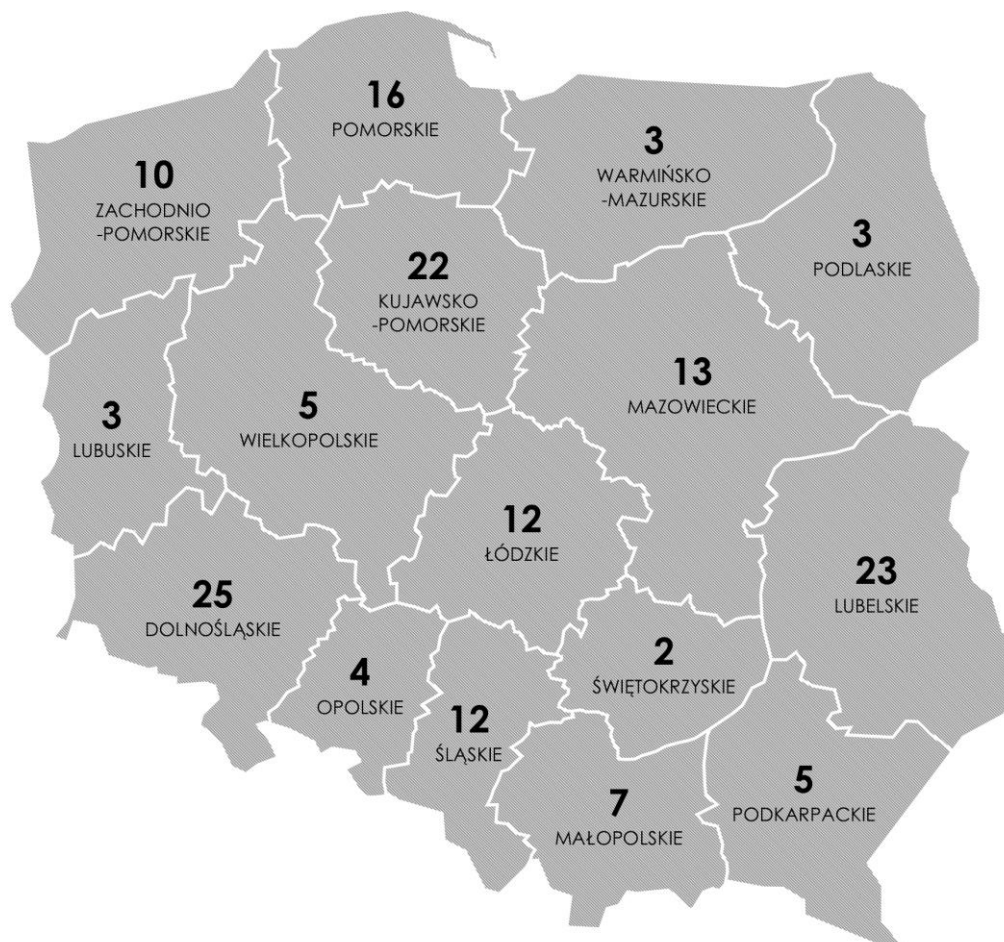 16
POMORSKIE
3
WARMIŃSKO
-MAZURSKIE
10
ZACHODNIO
-POMORSKIE
3
PODLASKIE
22
KUJAWSKO
-POMORSKIE
13
MAZOWIECKIE
5
WIELKOPOLSKIE
3
LUBUSKIE
12
ŁÓDZKIE
23
LUBELSKIE
25
DOLNOŚLĄSKIE
2
ŚWIĘTOKRZYSKIE
4
OPOLSKIE
12
ŚLĄSKIE
5
PODKARPACKIE
7
MAŁOPOLSKIE